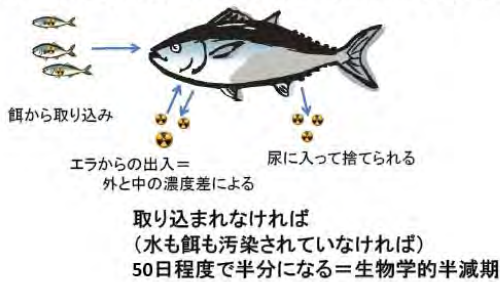 餌から取り込み
エラからの出入＝
外と中の濃度差による
尿に入って捨てられる
取り込まれなければ
（水も餌も汚染されていなければ）
50日程度で半分になる＝生物学的半減期